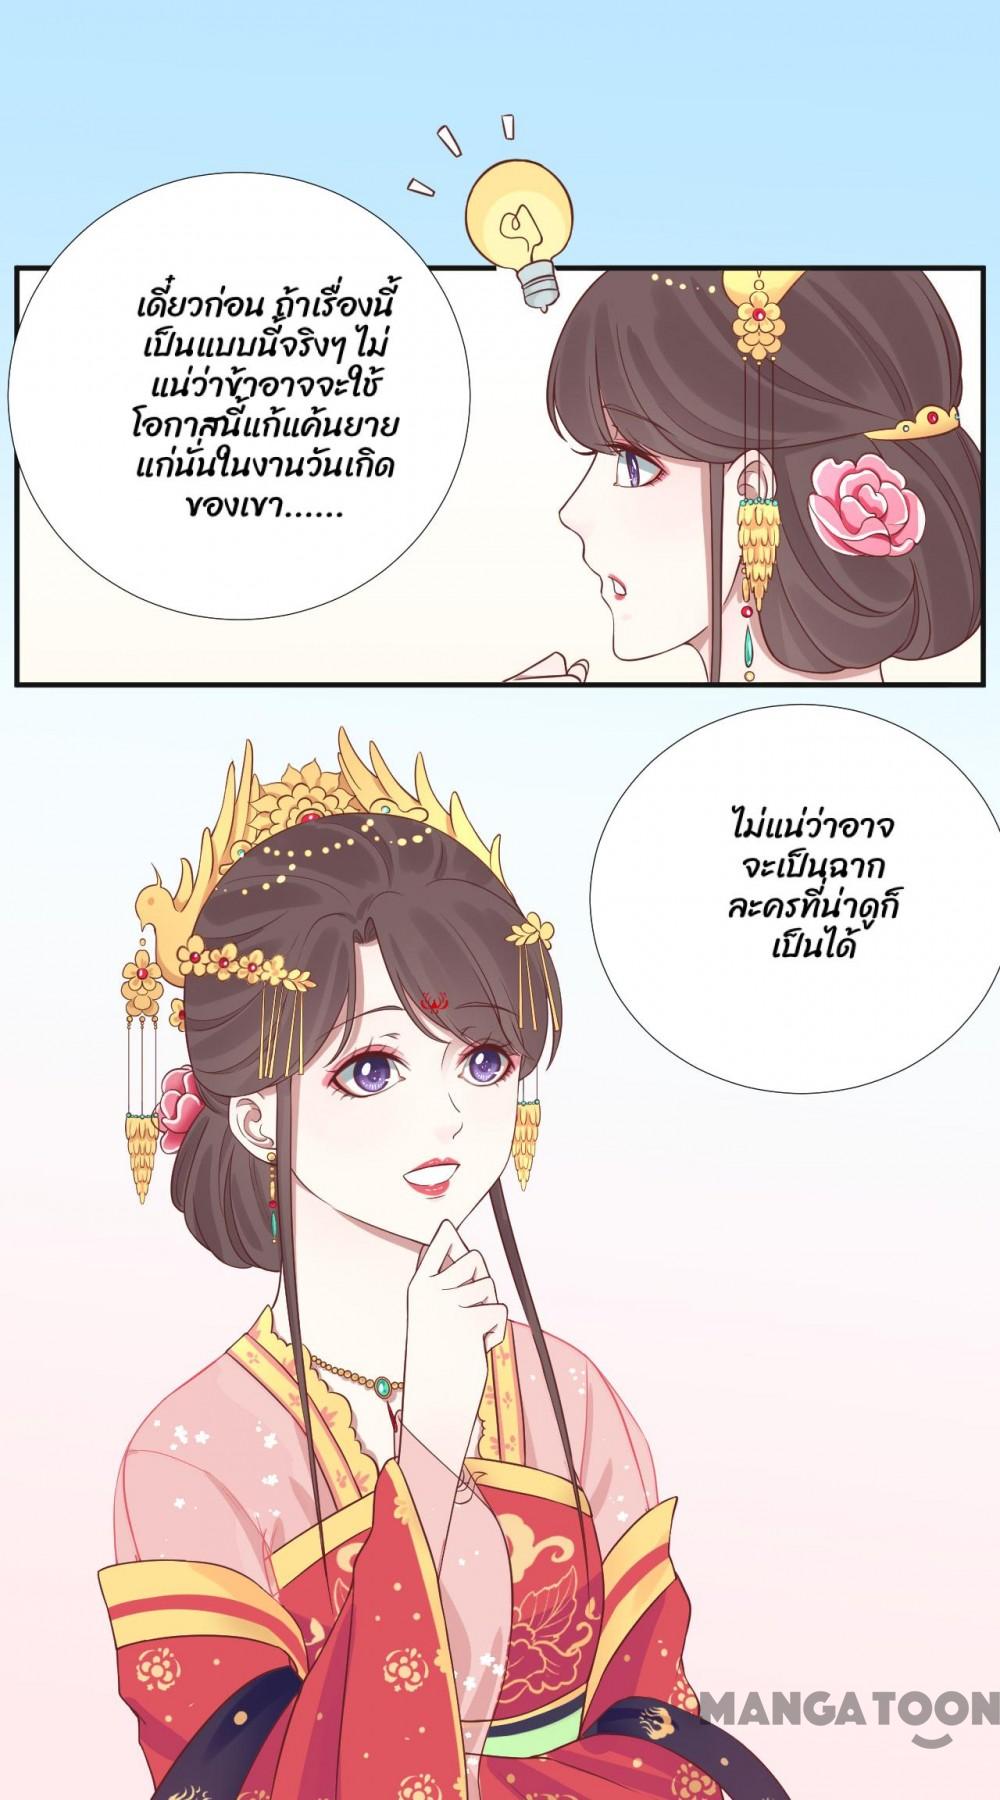 เดี๋ยวก่อน ถ้าเรื่องนี้
เป็นแบบนี้จริงๆ ไม่
แน่ว่าข้าอาจจะใช้
โอกาสนี้แก้แค้นยาย
แก่นั่นในงานวันเกิด
ของเขา......
ไม่แน่ว่าอาจ
จะเป็นฉาก
ละครที่น่าดูก็
เป็นได้
MANGATOON